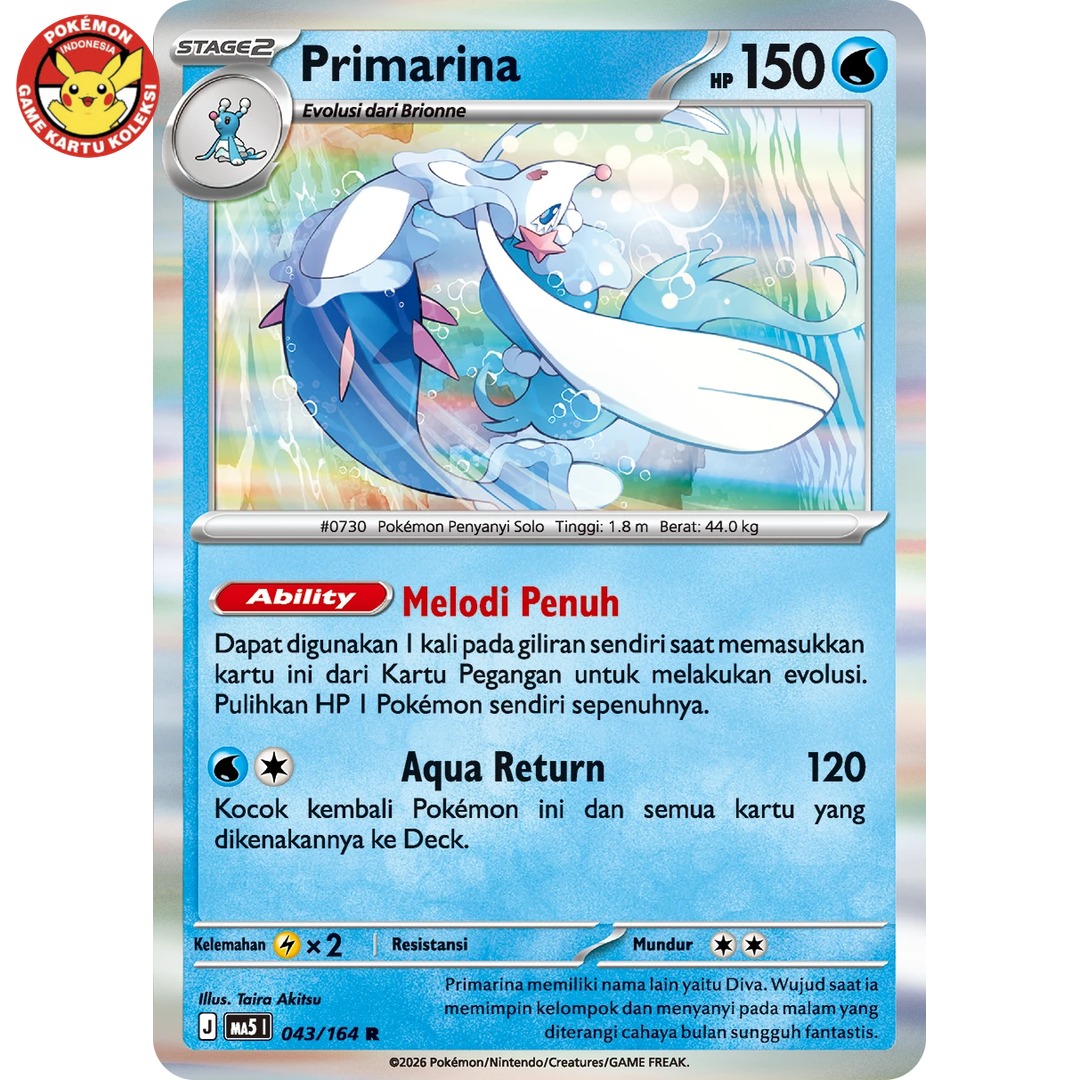 POKÉMON
INDONESIA
GAME KARTU KOLEKSI
STAGE2
Primarina
HP 150
Evolusi dari Brionne
#0730 Pokémon Penyanyi Solo Tinggi: 1.8 m Berat: 44.0 kg
Ability Melodi Penuh
Dapat digunakan 1 kali pada giliran sendiri saat memasukkan
kartu ini dari Kartu Pegangan untuk melakukan evolusi.
Pulihkan HP 1 Pokémon sendiri sepenuhnya.
Aqua Return 120
Kocok kembali Pokémon ini dan semua kartu yang
dikenakannya ke Deck.
Kelemahan ×2 Resistansi Mundur
Illus. Taira Akitsu
J MA5 I 043/164 R
Primarina memiliki nama lain yaitu Diva. Wujud saat ia
memimpin kelompok dan menyanyi pada malam yang
diterangi cahaya bulan sungguh fantastis.
©2026 Pokémon/Nintendo/Creatures/GAME FREAK.